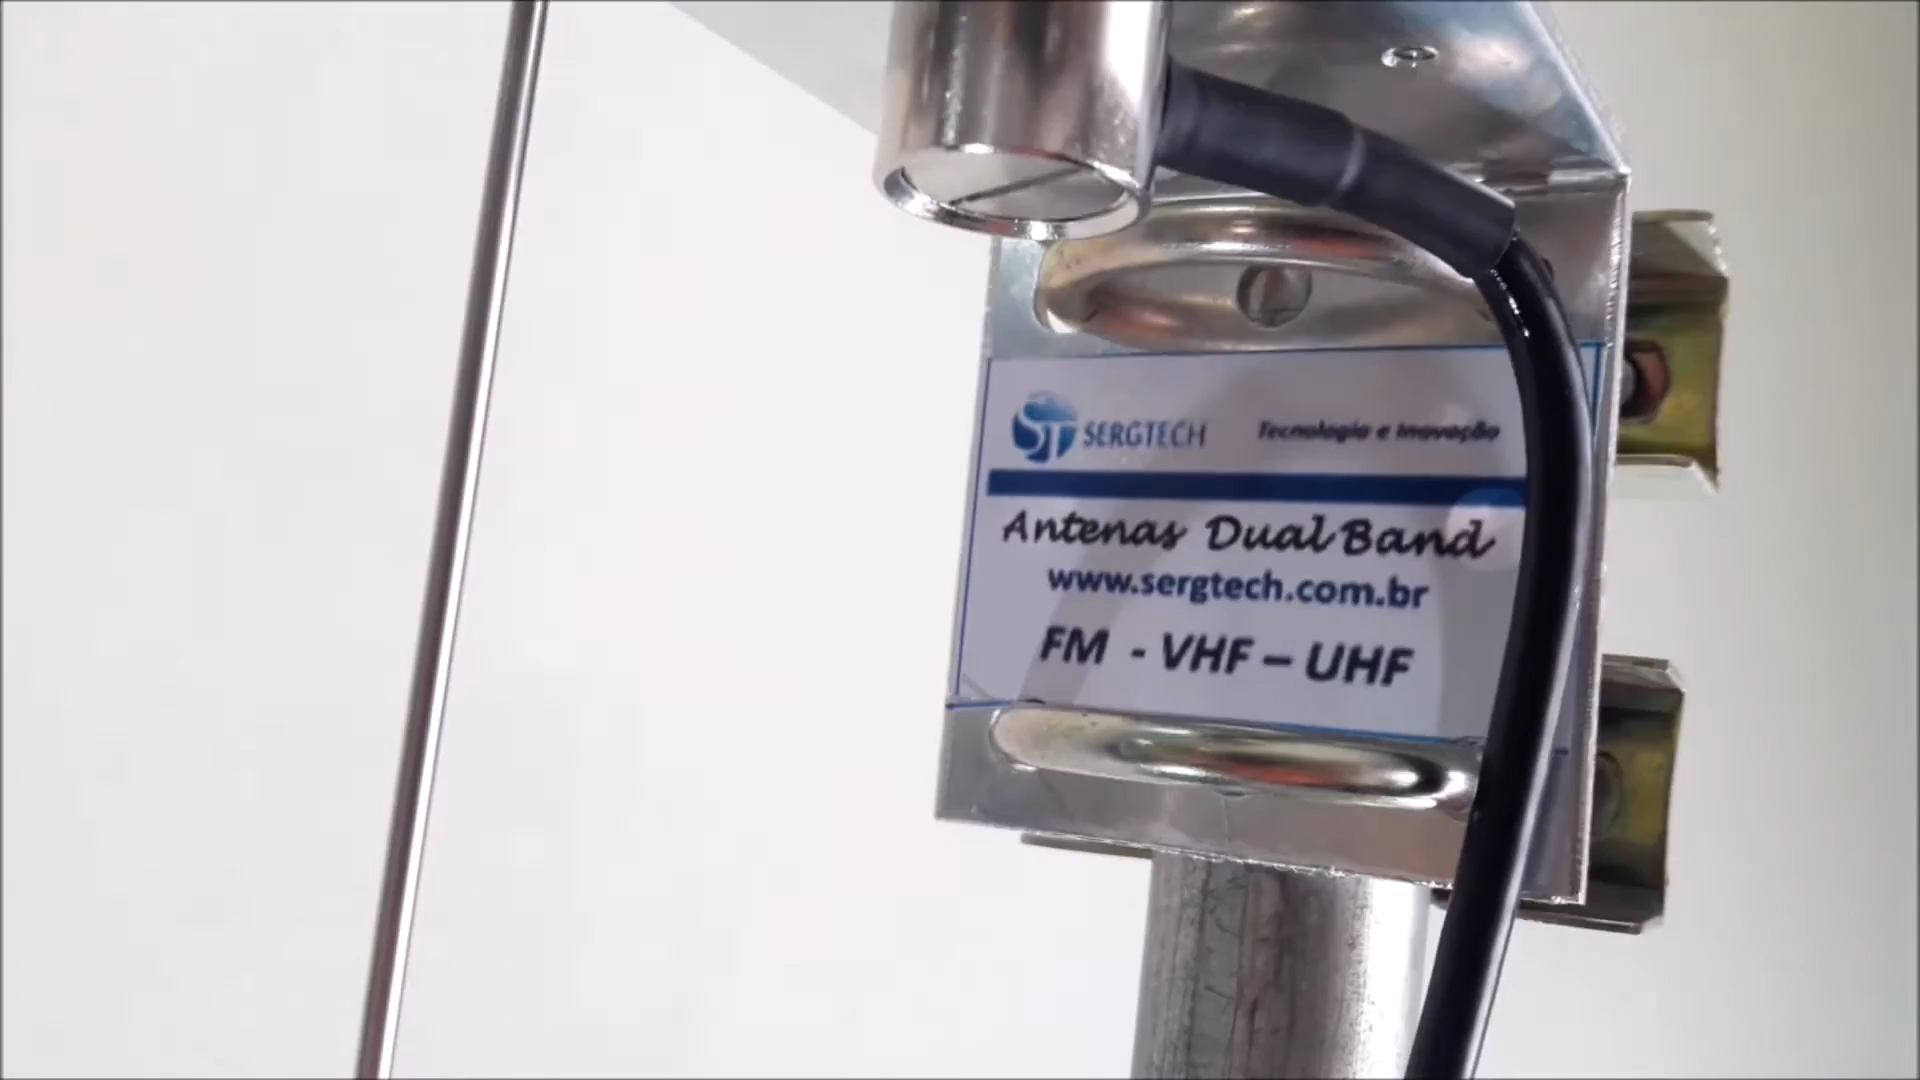 ST SERGTECH Tecnologia e Inovação
Antenas Dual Band
www.sergtech.com.br
FM - VHF – UHF